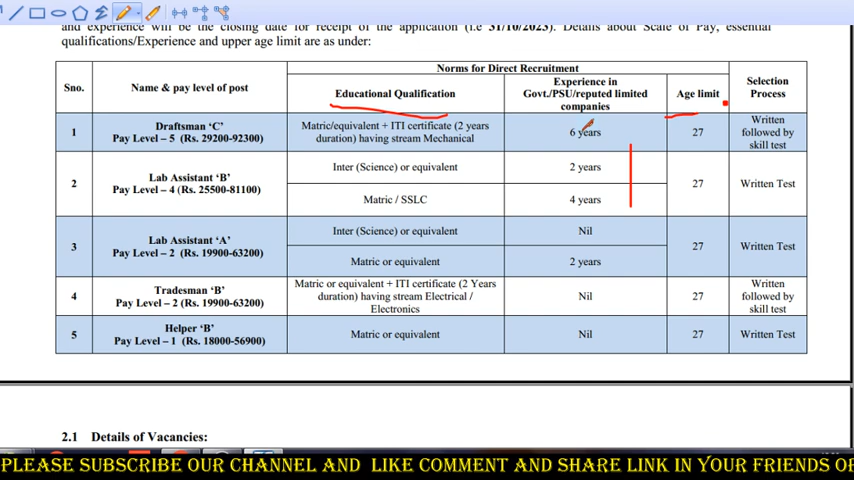 and experience will be the closing date for receipt of the application (i.e 31/10/2023). Details about Scale of Pay, essential
qualifications/Experience and upper age limit are as under:
Sno.
Name & pay level of post
Norms for Direct Recruitment
Educational Qualification
Experience in
Govt./PSU/reputed limited
companies
Age limit
Selection
Process
1
Draftsman ‘C’
Pay Level – 5 (Rs. 29200-92300)
Matric/equivalent + ITI certificate (2 years
duration) having stream Mechanical
6 years
27
Written
followed by
skill test
2
Lab Assistant ‘B’
Pay Level – 4 (Rs. 25500-81100)
Inter (Science) or equivalent
2 years
Matric / SSLC
4 years
27
Written Test
3
Lab Assistant ‘A’
Pay Level – 2 (Rs. 19900-63200)
Inter (Science) or equivalent
Nil
Matric or equivalent
2 years
27
Written Test
4
Tradesman ‘B’
Pay Level – 2 (Rs. 19900-63200)
Matric or equivalent + ITI certificate (2 Years
duration) having stream Electrical /
Electronics
Nil
27
Written
followed by
skill test
5
Helper ‘B’
Pay Level – 1 (Rs. 18000-56900)
Matric or equivalent
Nil
27
Written Test
2.1 Details of Vacancies:
PLEASE SUBSCRIBE OUR CHANNEL AND LIKE COMMENT AND SHARE LINK IN YOUR FRIENDS OF